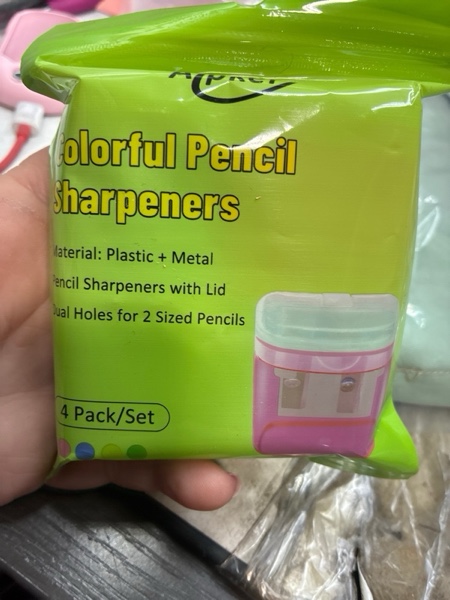 Colorful Pencil
Sharpeners
Material: Plastic + Metal
Pencil Sharpeners with Lid
Dual Holes for 2 Sized Pencils
4 Pack/Set